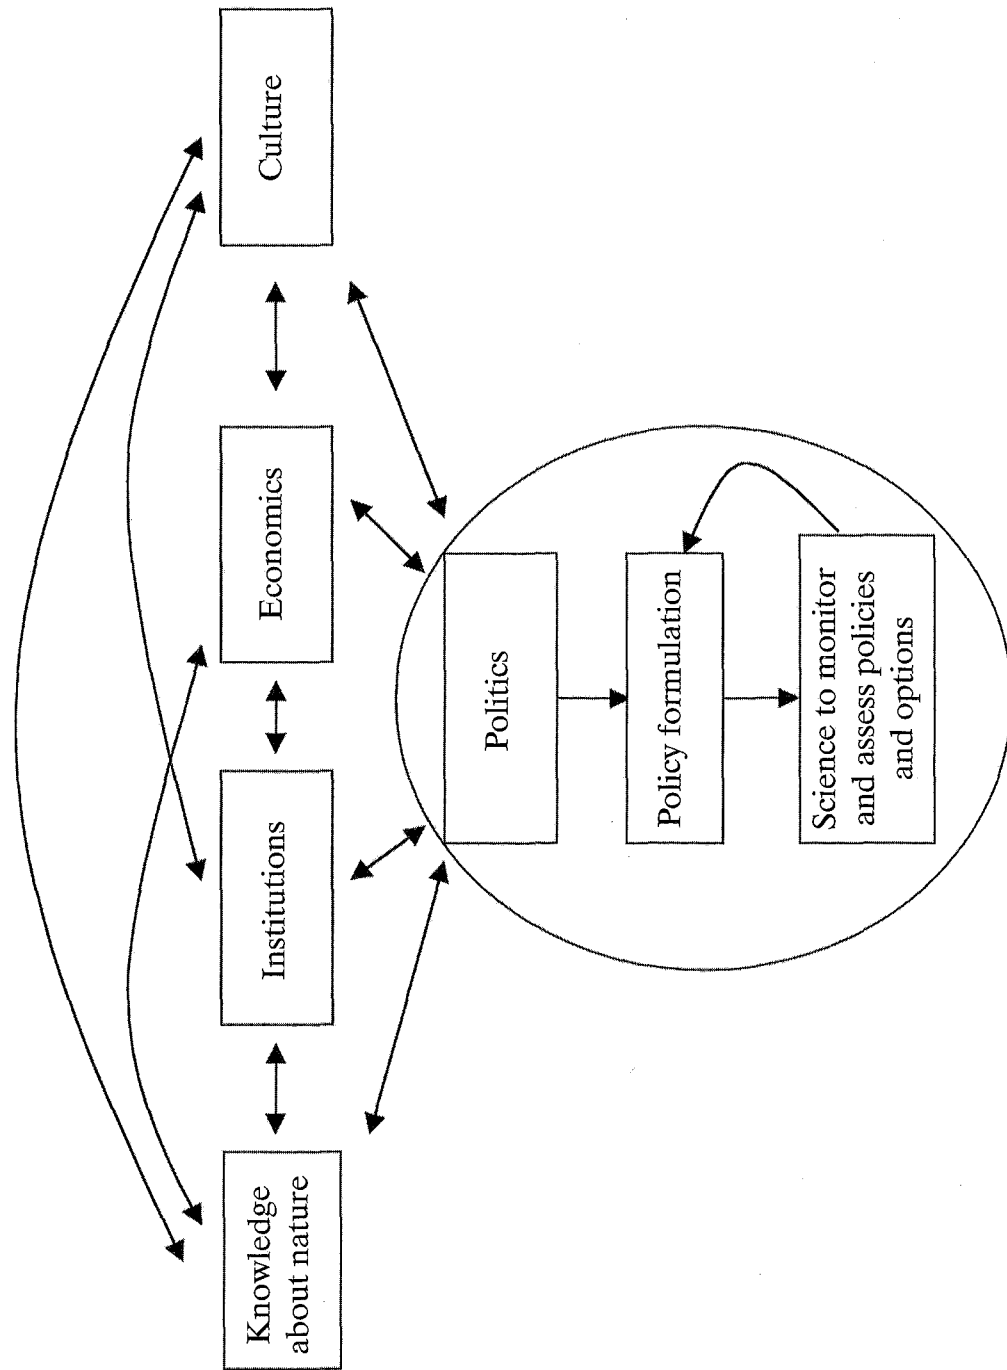 Knowledge
about nature
Institutions
Economics
Culture
Politics
Policy formulation
Science to monitor
and assess policies
and options